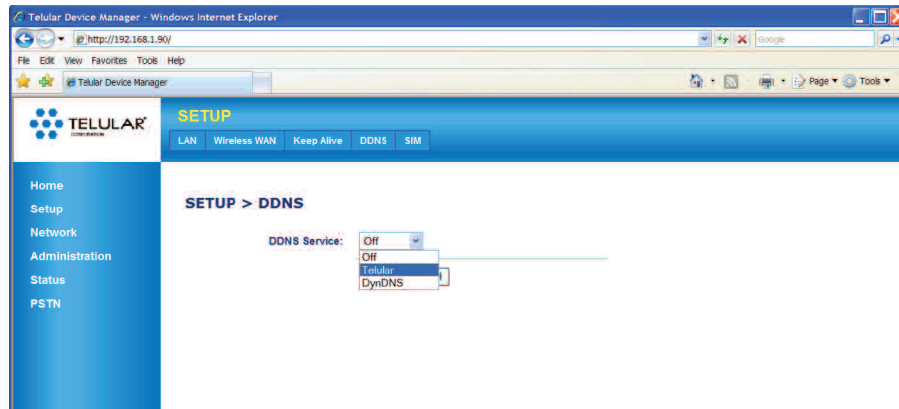 Telular Device Manager - Windows Internet Explorer
http://192.168.1.90/
Google
File Edit View Favorites Tools Help
Telular Device Manager
Page Tools
TELULAR
CORPORATION
SETUP
LAN Wireless WAN Keep Alive DDNS SIM
Home
Setup
Network
Administration
Status
PSTN
SETUP > DDNS
DDNS Service: Off
Off
Telular
DynDNS